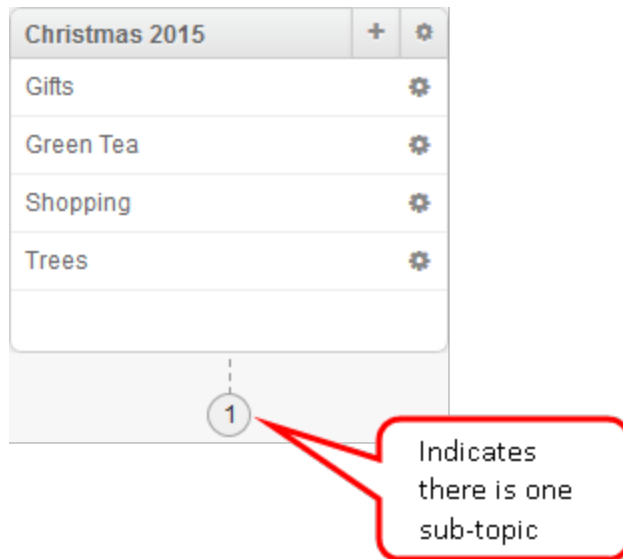 Christmas 2015 +
Gifts
Green Tea
Shopping
Trees
1
Indicates
there is one
sub-topic